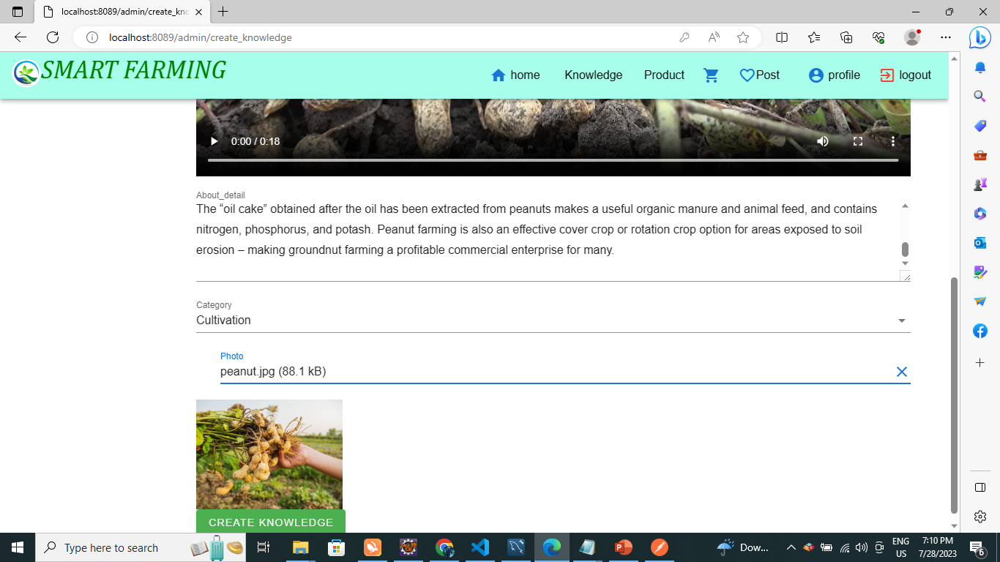 localhost:8089/admin/create_kno
localhost:8089/admin/create_knowledge
SMART FARMING
home
Knowledge
Product
Post
profile
logout
0:00 / 0:18
About_detail
The “oil cake” obtained after the oil has been extracted from peanuts makes a useful organic manure and animal feed, and contains
nitrogen, phosphorus, and potash. Peanut farming is also an effective cover crop or rotation crop option for areas exposed to soil
erosion – making groundnut farming a profitable commercial enterprise for many.
Category
Cultivation
Photo
peanut.jpg (88.1 kB)
CREATE KNOWLEDGE
Type here to search
Dow...
ENG
US
7:10 PM
7/28/2023
6